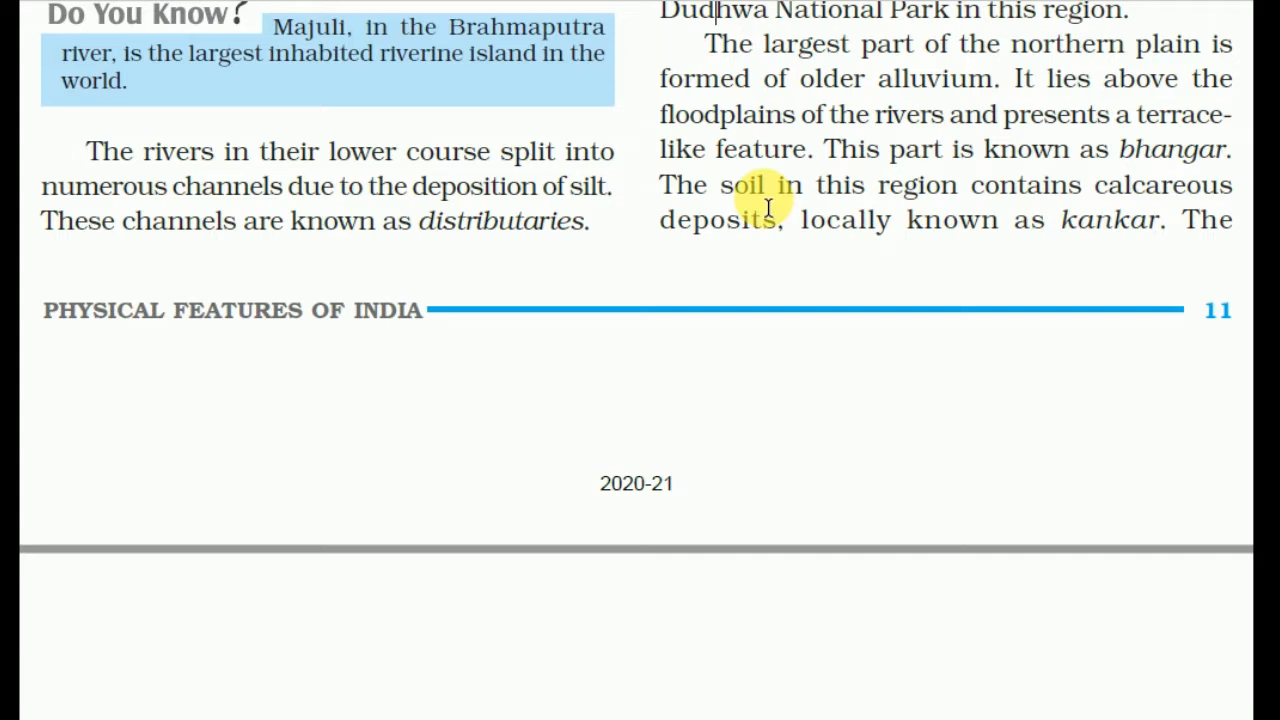 Do You Know?
Majuli, in the Brahmaputra
river, is the largest inhabited riverine island in the
world.
The rivers in their lower course split into
numerous channels due to the deposition of silt.
These channels are known as distributaries.
Dudhwa National Park in this region.
The largest part of the northern plain is
formed of older alluvium. It lies above the
floodplains of the rivers and presents a terrace-
like feature. This part is known as bhangar.
The soil in this region contains calcareous
deposits, locally known as kankar. The
PHYSICAL FEATURES OF INDIA 11
2020-21